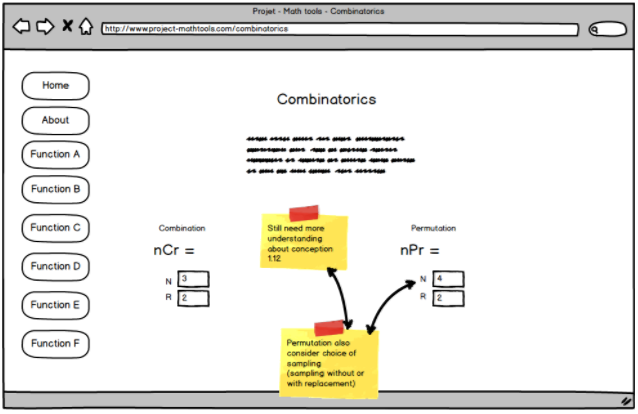 Projet - Math tools - Combinatorics
http://www.project-mathtools.com/combinatorics
Home
About
Function A
Function B
Function C
Function D
Function E
Function F
Combinatorics
Combination
nCr =
N 3
R 2
Still need more
understanding
about conception
1.12
Permutation
nPr =
N 4
R 2
Permutation also
consider choice of
sampling
(sampling without or
with replacement)